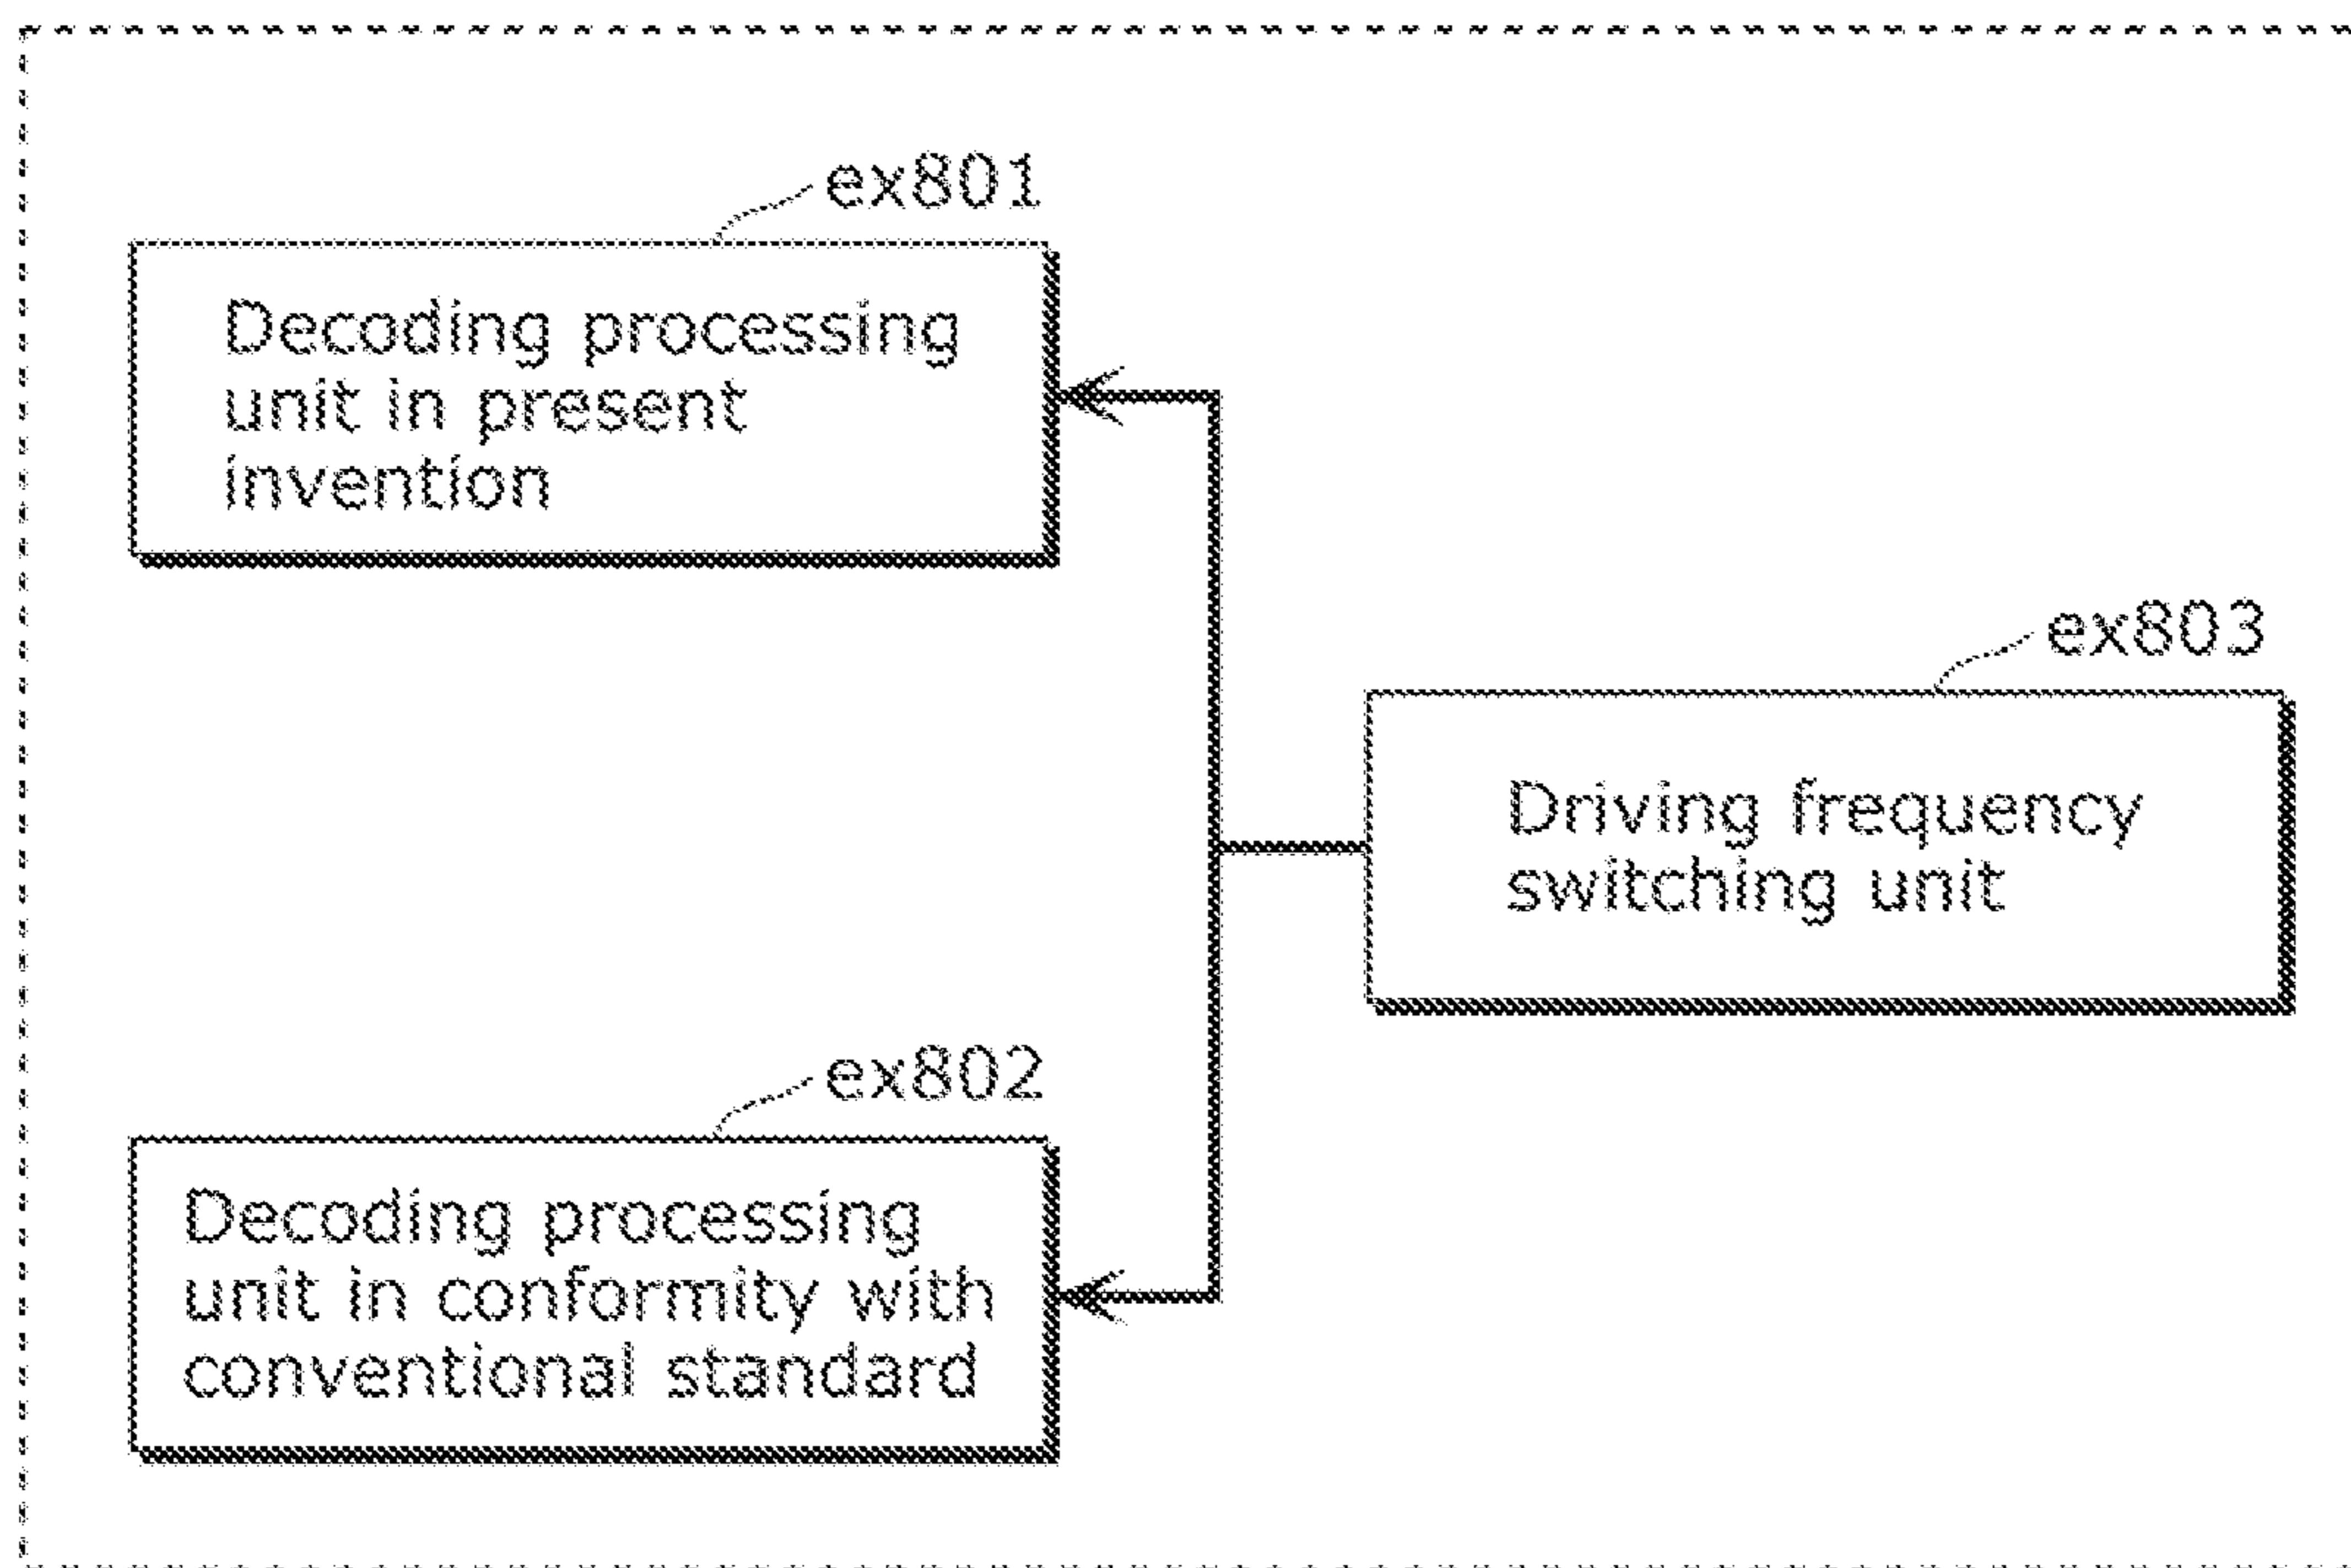 ex801
Decoding processing
unit in present
invention
ex803
Driving frequency
switching unit
ex802
Decoding processing
unit in conformity with
conventional standard